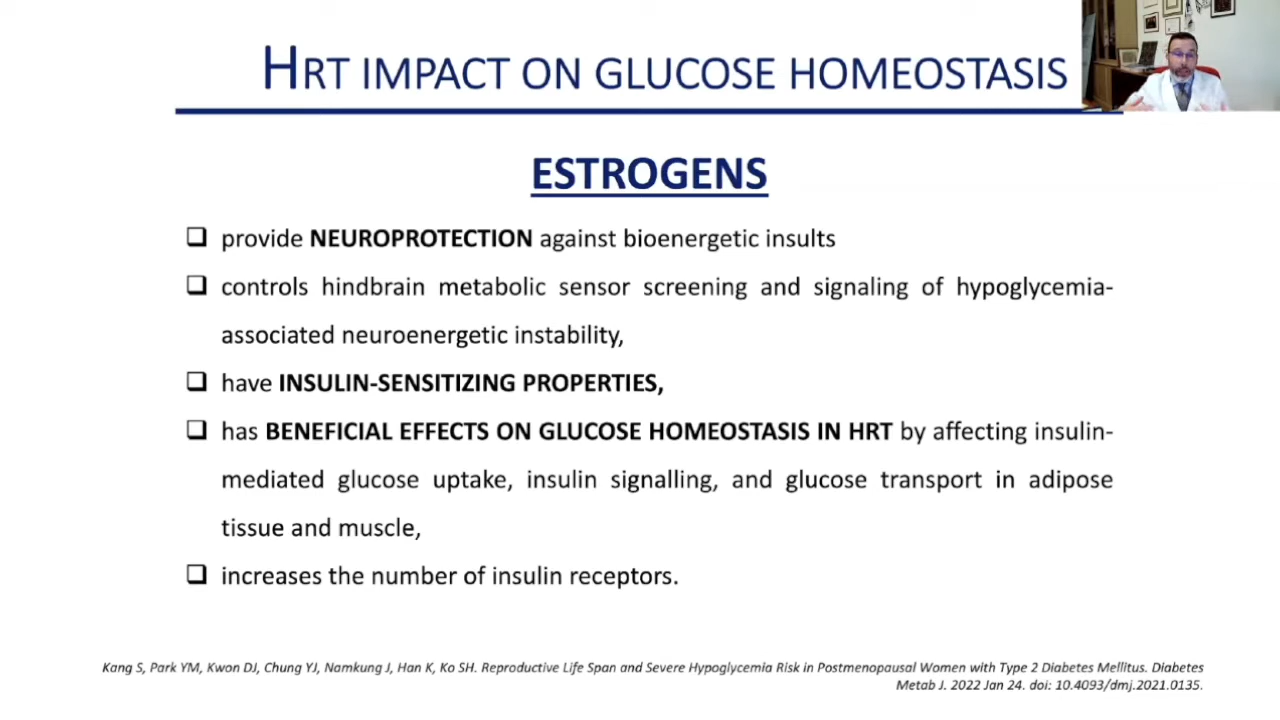 HRT IMPACT ON GLUCOSE HOMEOSTASIS
ESTROGENS
❑ provide NEUROPROTECTION against bioenergetic insults
❑ controls hindbrain metabolic sensor screening and signaling of hypoglycemia-
associated neuroenergetic instability,
❑ have INSULIN-SENSITIZING PROPERTIES,
❑ has BENEFICIAL EFFECTS ON GLUCOSE HOMEOSTASIS IN HRT by affecting insulin-
mediated glucose uptake, insulin signalling, and glucose transport in adipose
tissue and muscle,
❑ increases the number of insulin receptors.
Kang S, Park YM, Kwon DJ, Chung YJ, Namkung J, Han K, Ko SH. Reproductive Life Span and Severe Hypoglycemia Risk in Postmenopausal Women with Type 2 Diabetes Mellitus. Diabetes
Metab J. 2022 Jan 24. doi: 10.4093/dmj.2021.0135.